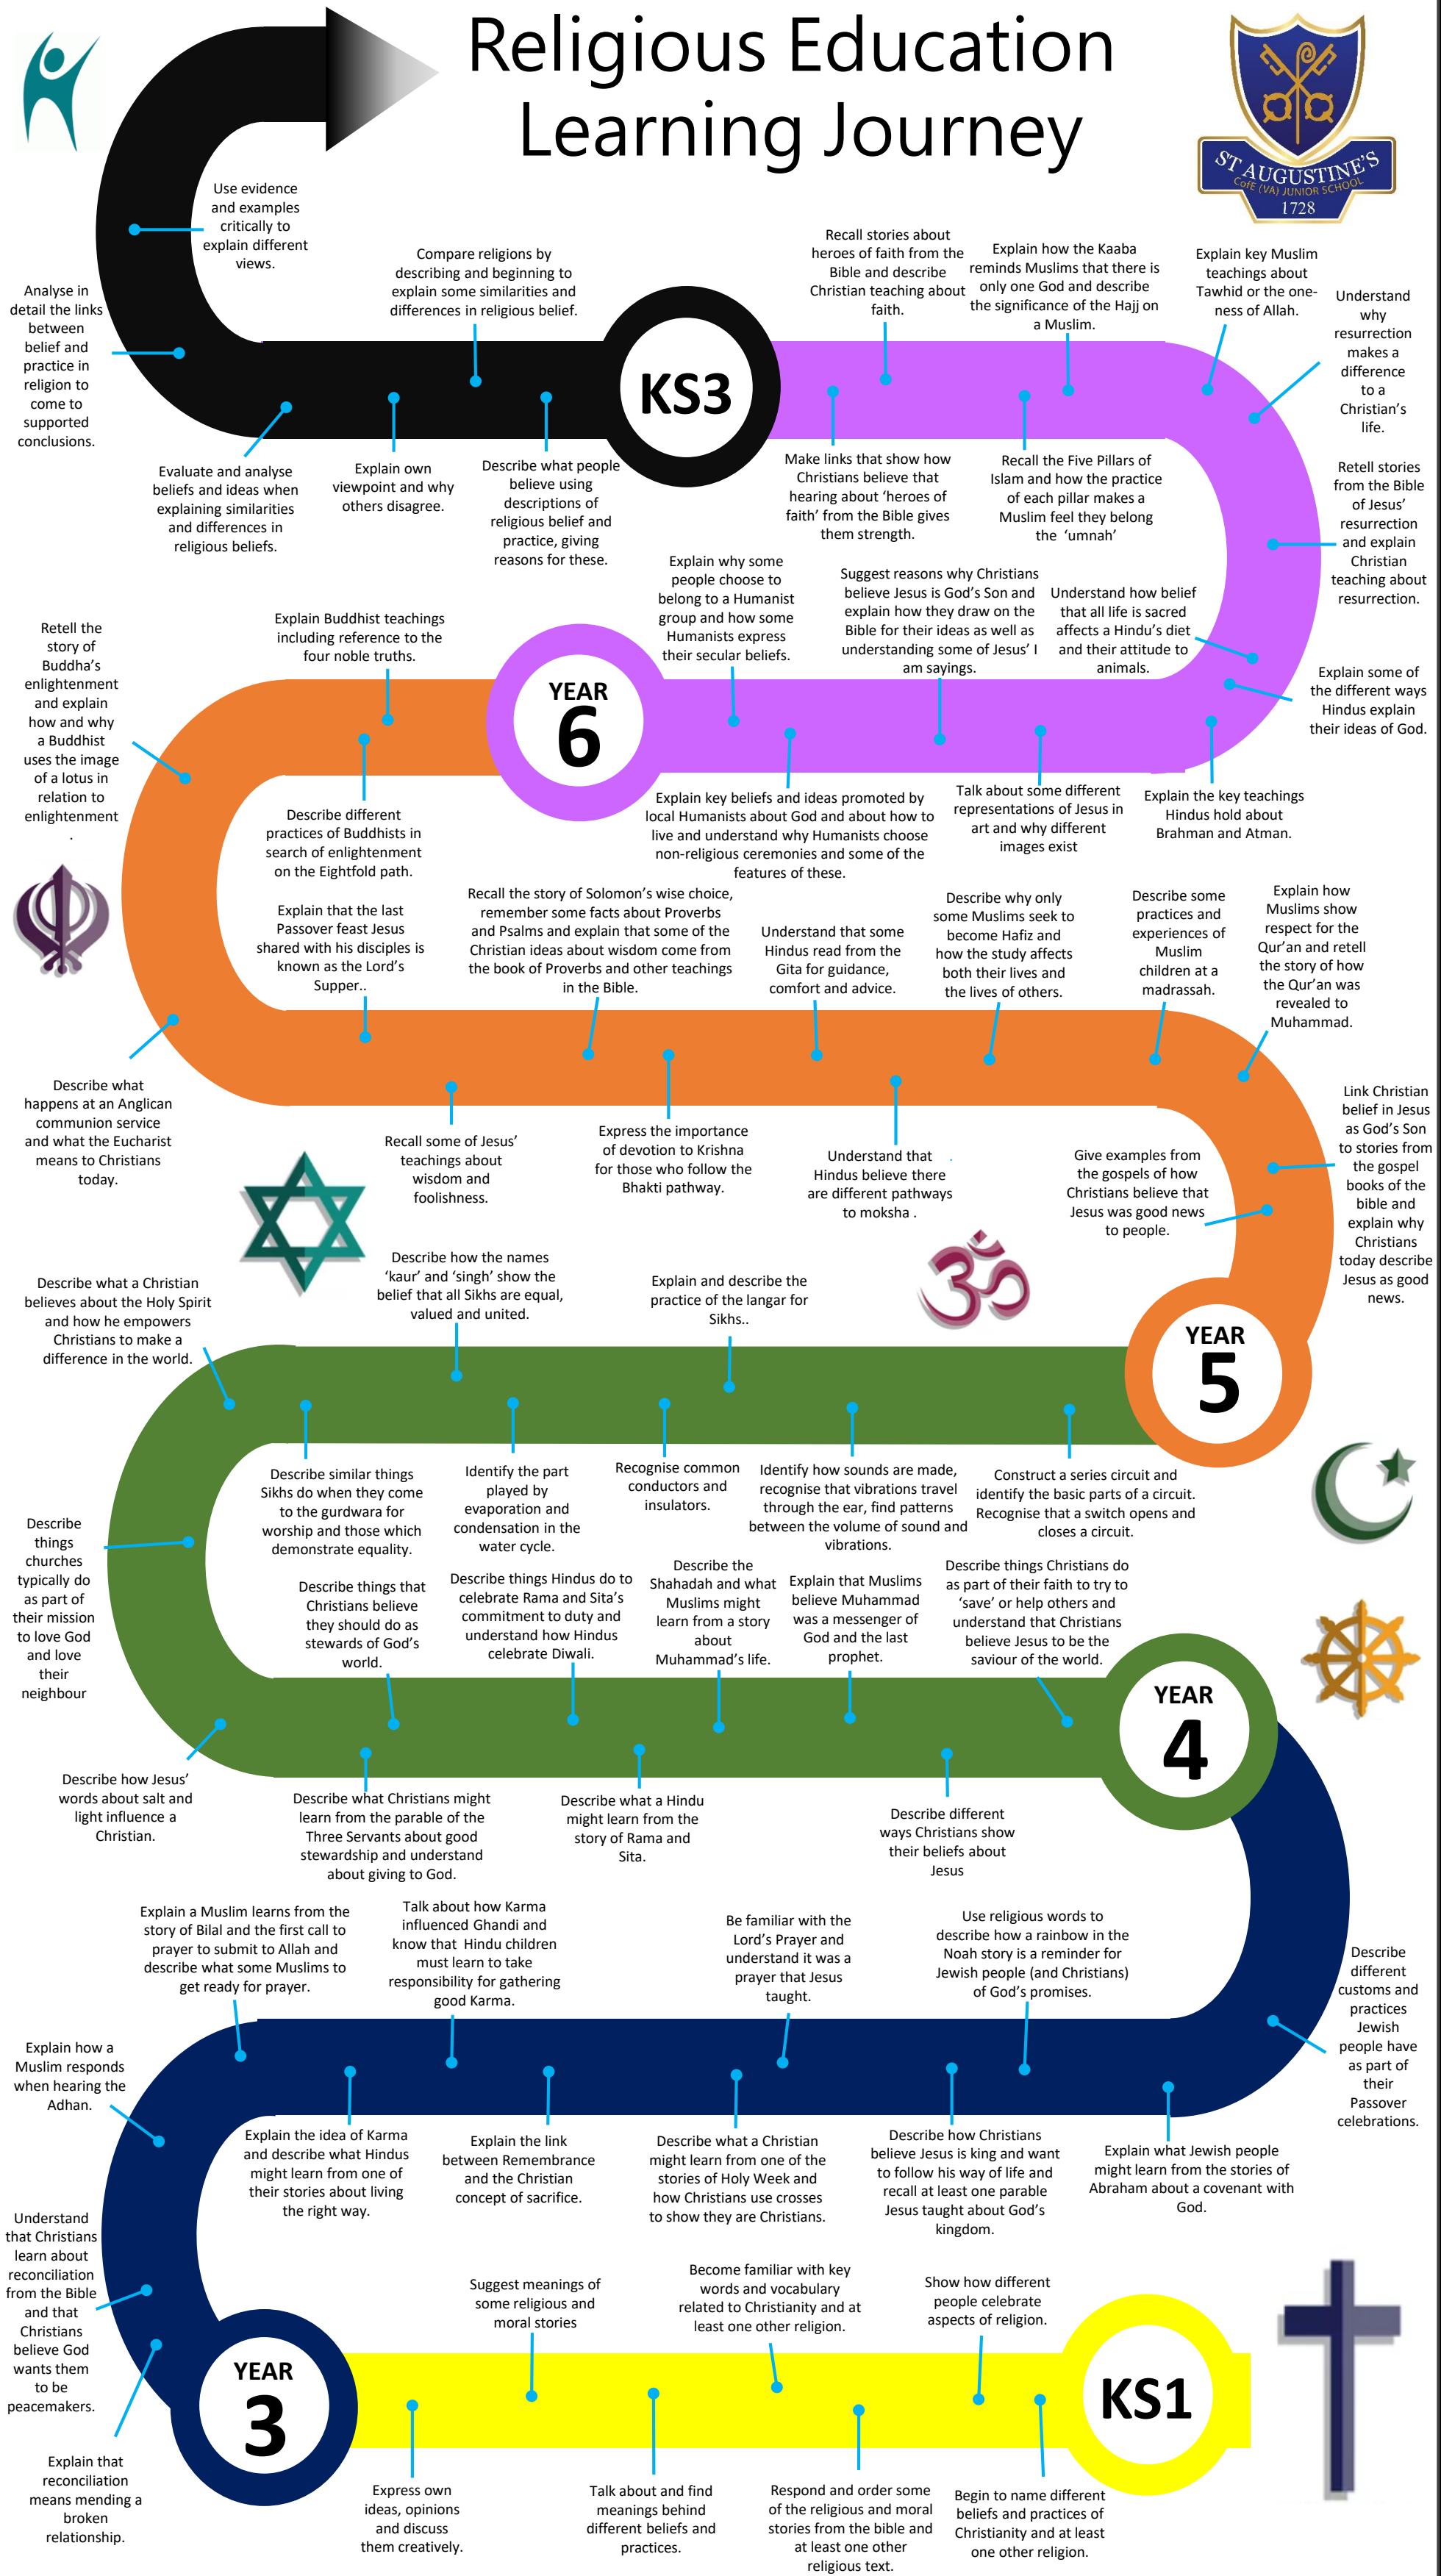 Religious Education
Learning Journey
ST AUGUSTINE'S
CofE (VA) JUNIOR SCHOOL
1728
Use evidence
and examples
critically to
explain different
views.
Analyse in
detail the links
between
belief and
practice in
religion to
come to
supported
conclusions.
Compare religions by
describing and beginning to
explain some similarities and
differences in religious belief.
Evaluate and analyse
beliefs and ideas when
explaining similarities
and differences in
religious beliefs.
Explain own
viewpoint and why
others disagree.
Describe what people
believe using
descriptions of
religious belief and
practice, giving
reasons for these.
KS3
Recall stories about
heroes of faith from the
Bible and describe
Christian teaching about
faith.
Explain how the Kaaba
reminds Muslims that there is
only one God and describe
the significance of the Hajj on
a Muslim.
Explain key Muslim
teachings about
Tawhid or the one-
ness of Allah.
Understand
why
resurrection
makes a
difference
to a
Christian's
life.
Make links that show how
Christians believe that
hearing about 'heroes of
faith' from the Bible gives
them strength.
Recall the Five Pillars of
Islam and how the practice
of each pillar makes a
Muslim feel they belong
the 'umnah'
Retell stories
from the Bible
of Jesus'
resurrection
and explain
Christian
teaching about
resurrection.
Explain why some
people choose to
belong to a Humanist
group and how some
Humanists express
their secular beliefs.
Suggest reasons why Christians
believe Jesus is God's Son and
explain how they draw on the
Bible for their ideas as well as
understanding some of Jesus' I
am sayings.
Understand how belief
that all life is sacred
affects a Hindu's diet
and their attitude to
animals.
Explain some of
the different ways
Hindus explain
their ideas of God.
Retell the
story of
Buddha's
enlightenment
and explain
how and why
a Buddhist
uses the image
of a lotus in
relation to
enlightenment
.
Explain Buddhist teachings
including reference to the
four noble truths.
YEAR
6
Describe different
practices of Buddhists in
search of enlightenment
on the Eightfold path.
Explain key beliefs and ideas promoted by
local Humanists about God and about how to
live and understand why Humanists choose
non-religious ceremonies and some of the
features of these.
Talk about some different
representations of Jesus in
art and why different
images exist
Explain the key teachings
Hindus hold about
Brahman and Atman.
Explain that the last
Passover feast Jesus
shared with his disciples is
known as the Lord's
Supper..
Recall the story of Solomon's wise choice,
remember some facts about Proverbs
and Psalms and explain that some of the
Christian ideas about wisdom come from
the book of Proverbs and other teachings
in the Bible.
Understand that some
Hindus read from the
Gita for guidance,
comfort and advice.
Describe why only
some Muslims seek to
become Hafiz and
how the study affects
both their lives and
the lives of others.
Describe some
practices and
experiences of
Muslim
children at a
madrassah.
Explain how
Muslims show
respect for the
Qur'an and retell
the story of how
the Qur'an was
revealed to
Muhammad.
Describe what
happens at an Anglican
communion service
and what the Eucharist
means to Christians
today.
Recall some of Jesus'
teachings about
wisdom and
foolishness.
Express the importance
of devotion to Krishna
for those who follow the
Bhakti pathway.
Understand that
Hindus believe there
are different pathways
to moksha .
Give examples from
the gospels of how
Christians believe that
Jesus was good news
to people.
Link Christian
belief in Jesus
as God's Son
to stories from
the gospel
books of the
bible and
explain why
Christians
today describe
Jesus as good
news.
ॐ
Describe what a Christian
believes about the Holy Spirit
and how he empowers
Christians to make a
difference in the world.
Describe how the names
'kaur' and 'singh' show the
belief that all Sikhs are equal,
valued and united.
Explain and describe the
practice of the langar for
Sikhs..
YEAR
5
Describe similar things
Sikhs do when they come
to the gurdwara for
worship and those which
demonstrate equality.
Identify the part
played by
evaporation and
condensation in the
water cycle.
Recognise common
conductors and
insulators.
Identify how sounds are made,
recognise that vibrations travel
through the ear, find patterns
between the volume of sound and
vibrations.
Construct a series circuit and
identify the basic parts of a circuit.
Recognise that a switch opens and
closes a circuit.
Describe
things
churches
typically do
as part of
their mission
to love God
and love
their
neighbour
Describe things that
Christians believe
they should do as
stewards of God's
world.
Describe things Hindus do to
celebrate Rama and Sita's
commitment to duty and
understand how Hindus
celebrate Diwali.
Describe the
Shahadah and what
Muslims might
learn from a story
about
Muhammad's life.
Explain that Muslims
believe Muhammad
was a messenger of
God and the last
prophet.
Describe things Christians do
as part of their faith to try to
'save' or help others and
understand that Christians
believe Jesus to be the
saviour of the world.
YEAR
4
Describe how Jesus'
words about salt and
light influence a
Christian.
Describe what Christians might
learn from the parable of the
Three Servants about good
stewardship and understand
about giving to God.
Describe what a Hindu
might learn from the
story of Rama and
Sita.
Describe different
ways Christians show
their beliefs about
Jesus
Explain a Muslim learns from the
story of Bilal and the first call to
prayer to submit to Allah and
describe what some Muslims to
get ready for prayer.
Talk about how Karma
influenced Ghandi and
know that Hindu children
must learn to take
responsibility for gathering
good Karma.
Be familiar with the
Lord's Prayer and
understand it was a
prayer that Jesus
taught.
Use religious words to
describe how a rainbow in the
Noah story is a reminder for
Jewish people (and Christians)
of God's promises.
Describe
different
customs and
practices
Jewish
people have
as part of
their
Passover
celebrations.
Explain how a
Muslim responds
when hearing the
Adhan.
Explain the idea of Karma
and describe what Hindus
might learn from one of
their stories about living
the right way.
Explain the link
between Remembrance
and the Christian
concept of sacrifice.
Describe what a Christian
might learn from one of the
stories of Holy Week and
how Christians use crosses
to show they are Christians.
Describe how Christians
believe Jesus is king and want
to follow his way of life and
recall at least one parable
Jesus taught about God's
kingdom.
Explain what Jewish people
might learn from the stories of
Abraham about a covenant with
God.
Understand
that Christians
learn about
reconciliation
from the Bible
and that
Christians
believe God
wants them
to be
peacemakers.
Suggest meanings of
some religious and
moral stories
Become familiar with key
words and vocabulary
related to Christianity and at
least one other religion.
Show how different
people celebrate
aspects of religion.
YEAR
3
KS1
Explain that
reconciliation
means mending a
broken
relationship.
Express own
ideas, opinions
and discuss
them creatively.
Talk about and find
meanings behind
different beliefs and
practices.
Respond and order some
of the religious and moral
stories from the bible and
at least one other
religious text.
Begin to name different
beliefs and practices of
Christianity and at least
one other religion.